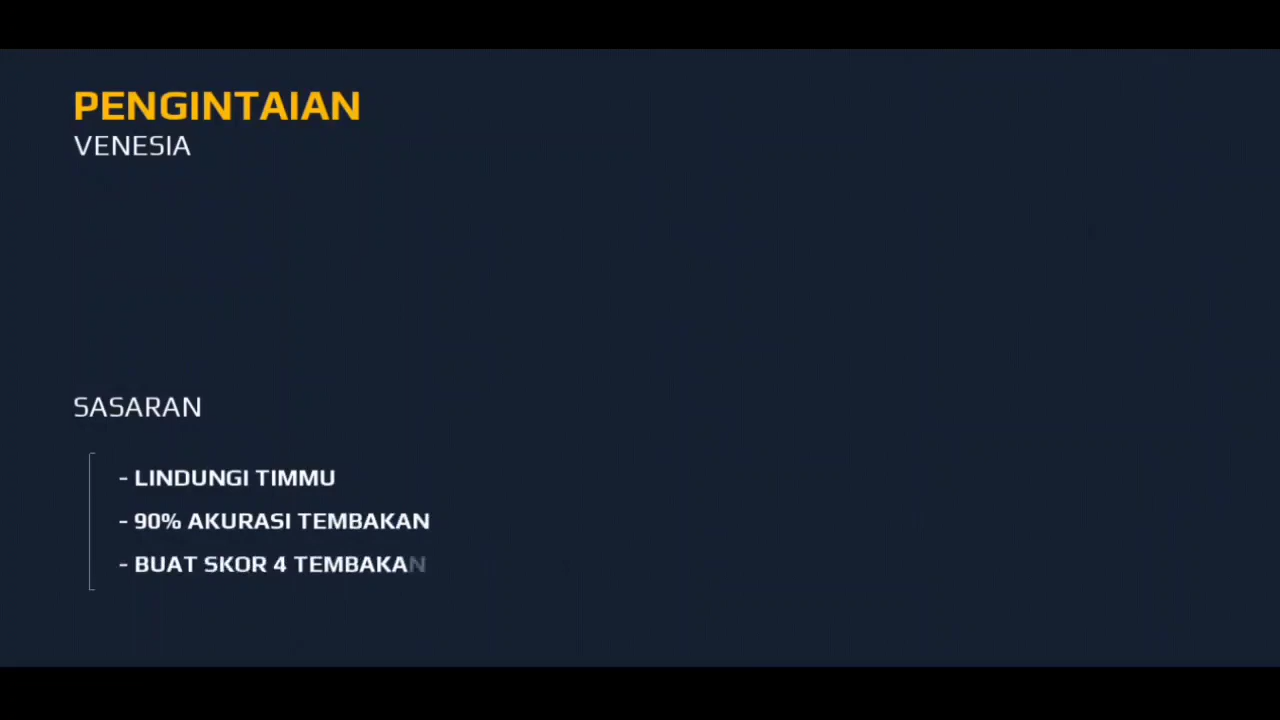 PENGINTAIAN
VENESIA
SASARAN
- LINDUNGI TIMMU
- 90% AKURASI TEMBAKAN
- BUAT SKOR 4 TEMBAKAN